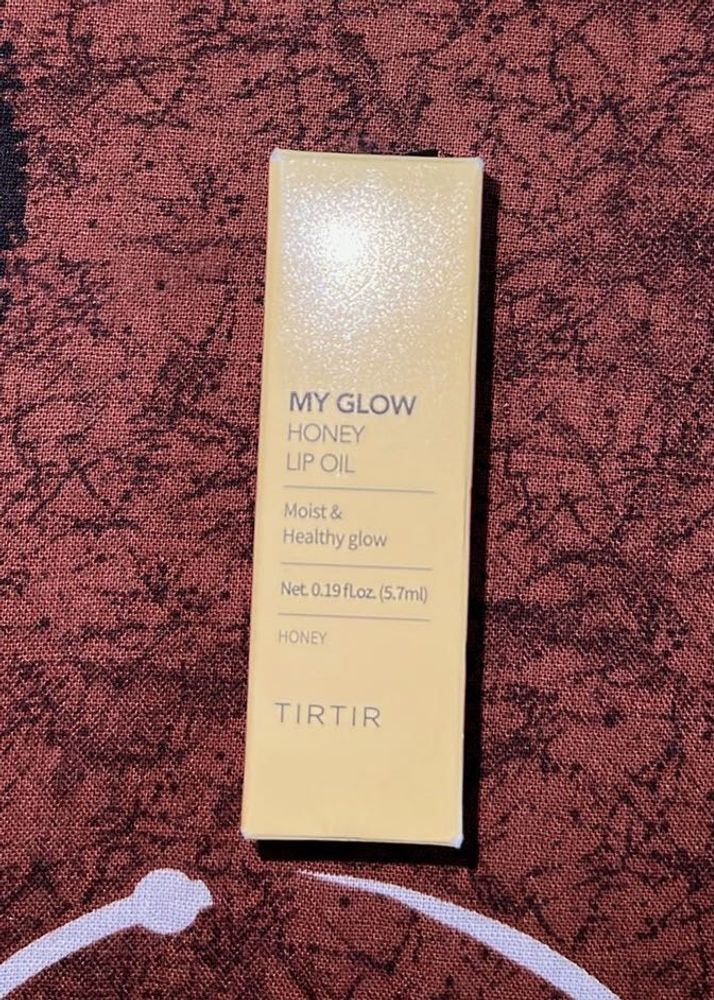 MY GLOW
HONEY
LIP OIL
Moist &
Healthy glow
Net. 0.19 fl.oz. (5.7ml)
HONEY
TIRTIR